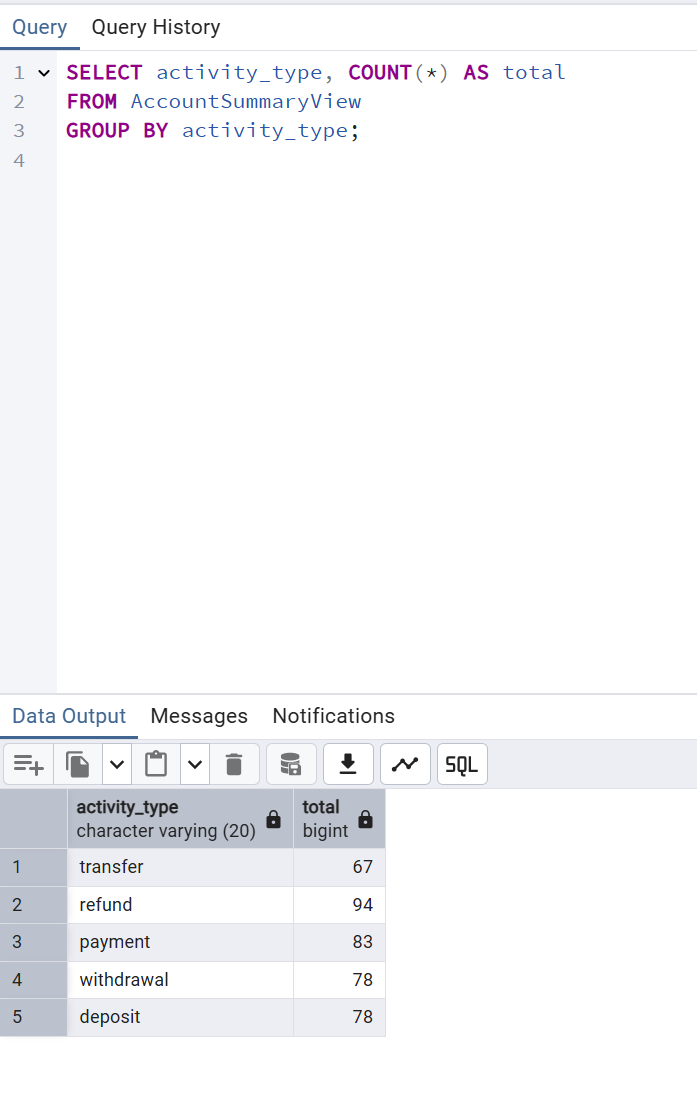 Query Query History
1 SELECT activity_type, COUNT(*) AS total
2 FROM AccountSummaryView
3 GROUP BY activity_type;
4
Data Output Messages Notifications
SQL
activity_type total
character varying (20) bigint
1 transfer 67
2 refund 94
3 payment 83
4 withdrawal 78
5 deposit 78